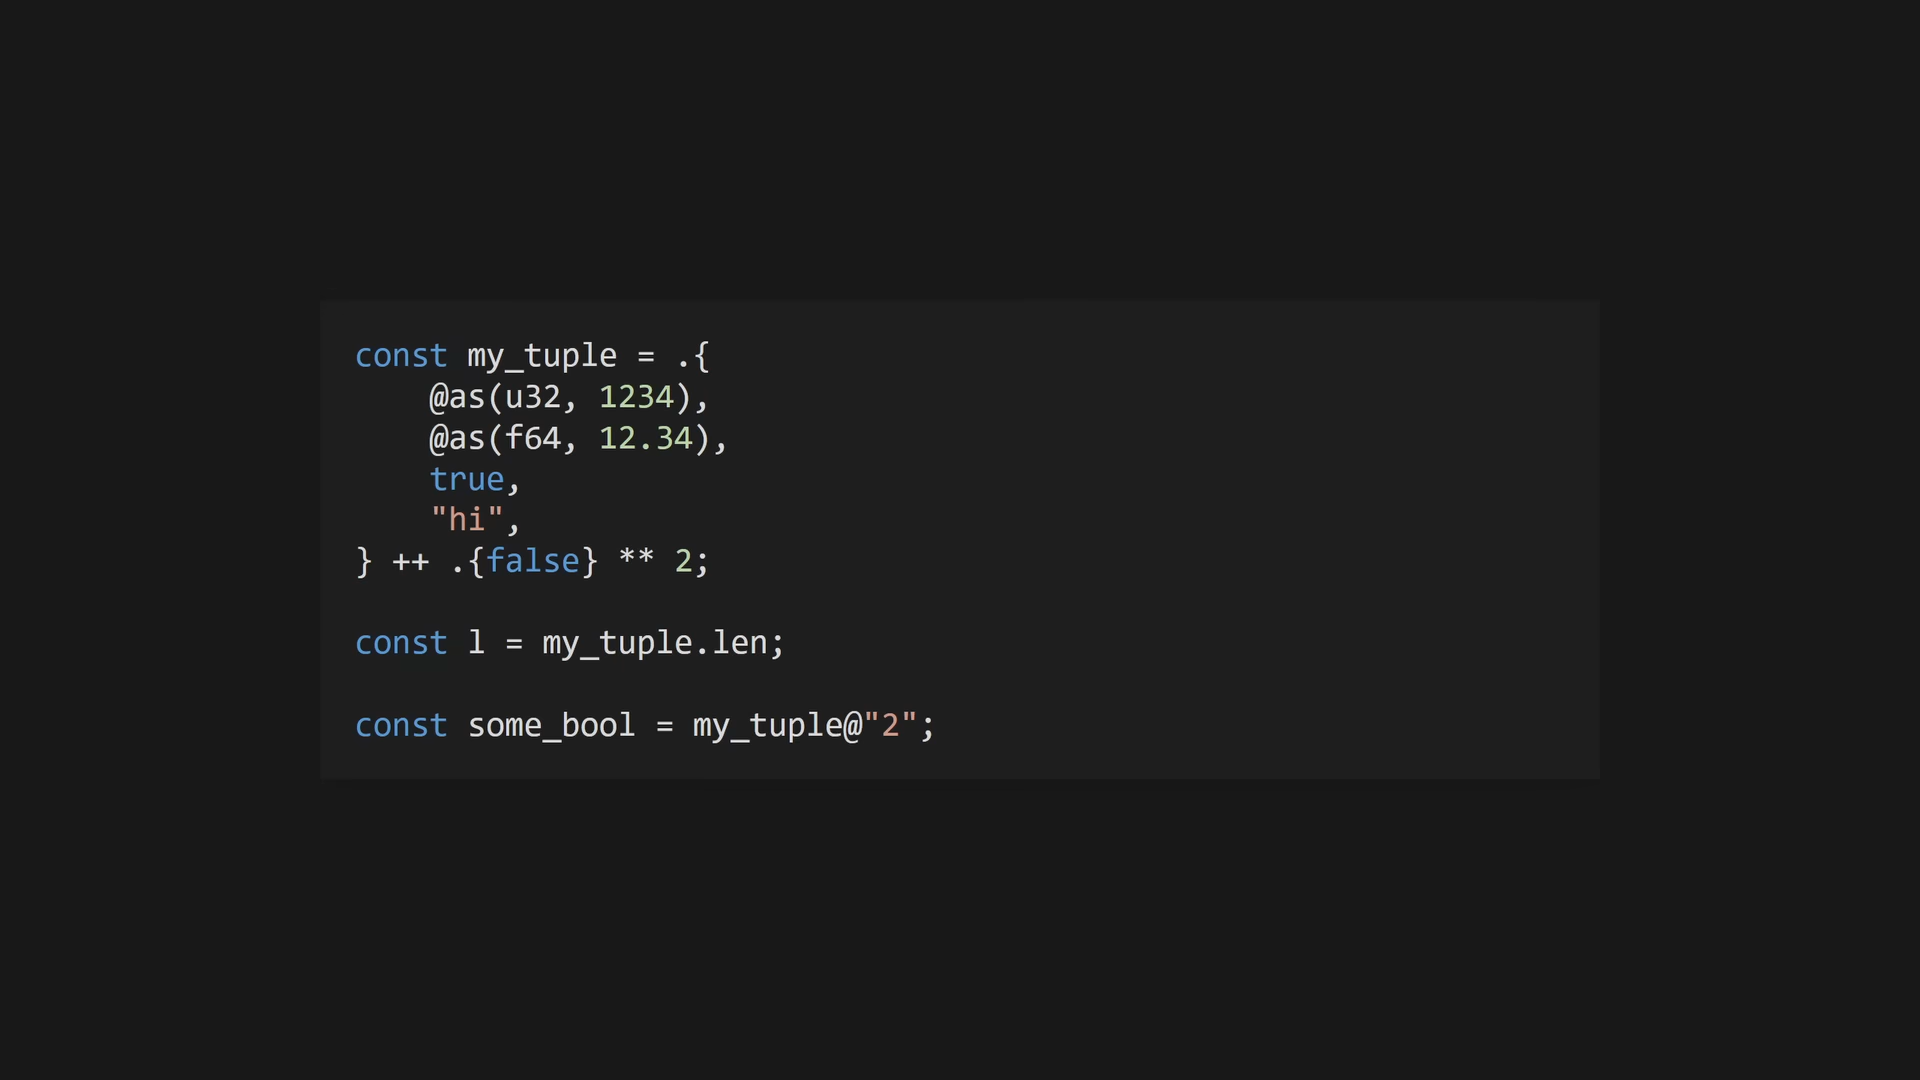 const my_tuple = .{
    @as(u32, 1234),
    @as(f64, 12.34),
    true,
    "hi",
} ++ .{false} ** 2;

const l = my_tuple.len;

const some_bool = my_tuple@"2";